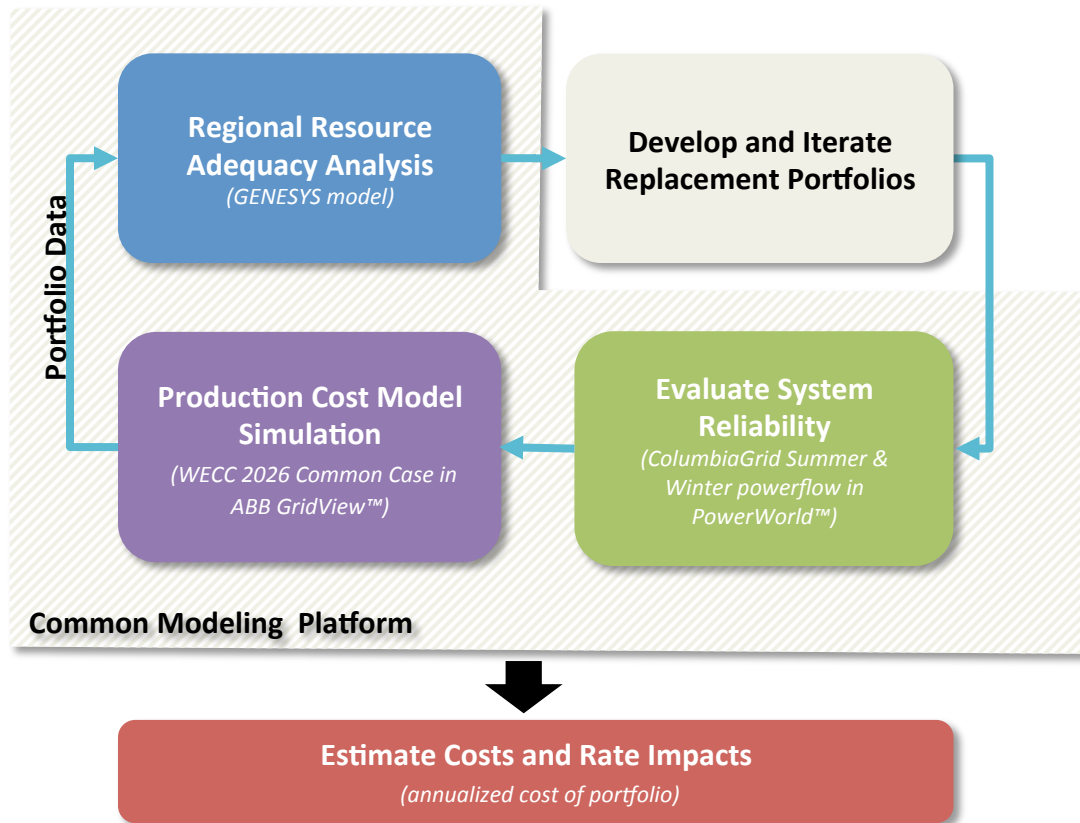 Regional Resource
Adequacy Analysis
(GENESYS model)
Develop and Iterate
Replacement Portfolios
Portfolio Data
Production Cost Model
Simulation
(WECC 2026 Common Case in
ABB GridView™)
Evaluate System
Reliability
(ColumbiaGrid Summer &
Winter powerflow in
PowerWorld™)
Common Modeling  Platform
Estimate Costs and Rate Impacts
(annualized cost of portfolio)